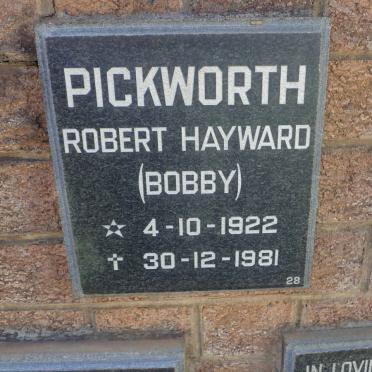 PICKWORTH
ROBERT HAYWARD
(BOBBY)
☆ 4-10-1922
✝ 30-12-1981
28
IN LOVIN